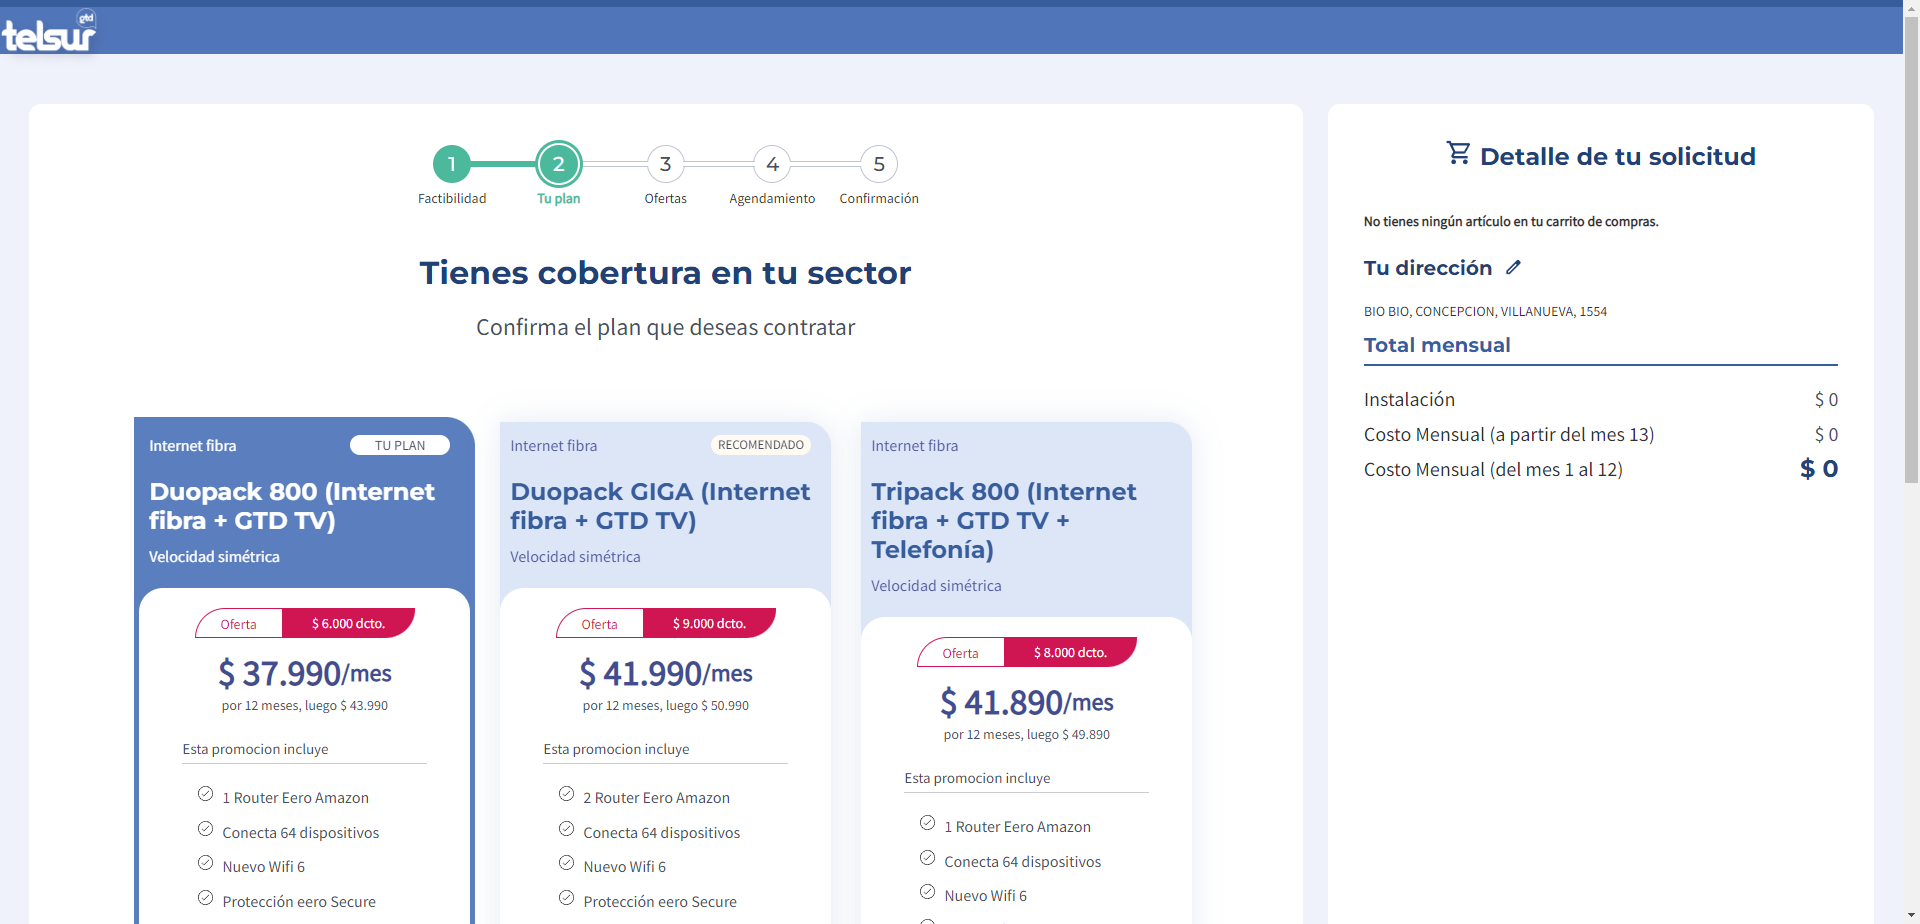 gtd
telsur
1
2
3
4
5
Factibilidad
Tu plan
Ofertas
Agendamiento
Confirmación
Tienes cobertura en tu sector
Confirma el plan que deseas contratar
Internet fibra
TU PLAN
Duopack 800 (Internet
fibra + GTD TV)
Velocidad simétrica
Oferta
$ 6.000 dcto.
$ 37.990/mes
por 12 meses, luego $ 43.990
Esta promocion incluye
1 Router Eero Amazon
Conecta 64 dispositivos
Nuevo Wifi 6
Protección eero Secure
Internet fibra
RECOMENDADO
Duopack GIGA (Internet
fibra + GTD TV)
Velocidad simétrica
Oferta
$ 9.000 dcto.
$ 41.990/mes
por 12 meses, luego $ 50.990
Esta promocion incluye
2 Router Eero Amazon
Conecta 64 dispositivos
Nuevo Wifi 6
Protección eero Secure
Internet fibra
Tripack 800 (Internet
fibra + GTD TV +
Telefonía)
Velocidad simétrica
Oferta
$ 8.000 dcto.
$ 41.890/mes
por 12 meses, luego $ 49.890
Esta promocion incluye
1 Router Eero Amazon
Conecta 64 dispositivos
Nuevo Wifi 6
Detalle de tu solicitud
No tienes ningún artículo en tu carrito de compras.
Tu dirección
BIO BIO, CONCEPCION, VILLANUEVA, 1554
Total mensual
Instalación $ 0
Costo Mensual (a partir del mes 13) $ 0
Costo Mensual (del mes 1 al 12) $ 0